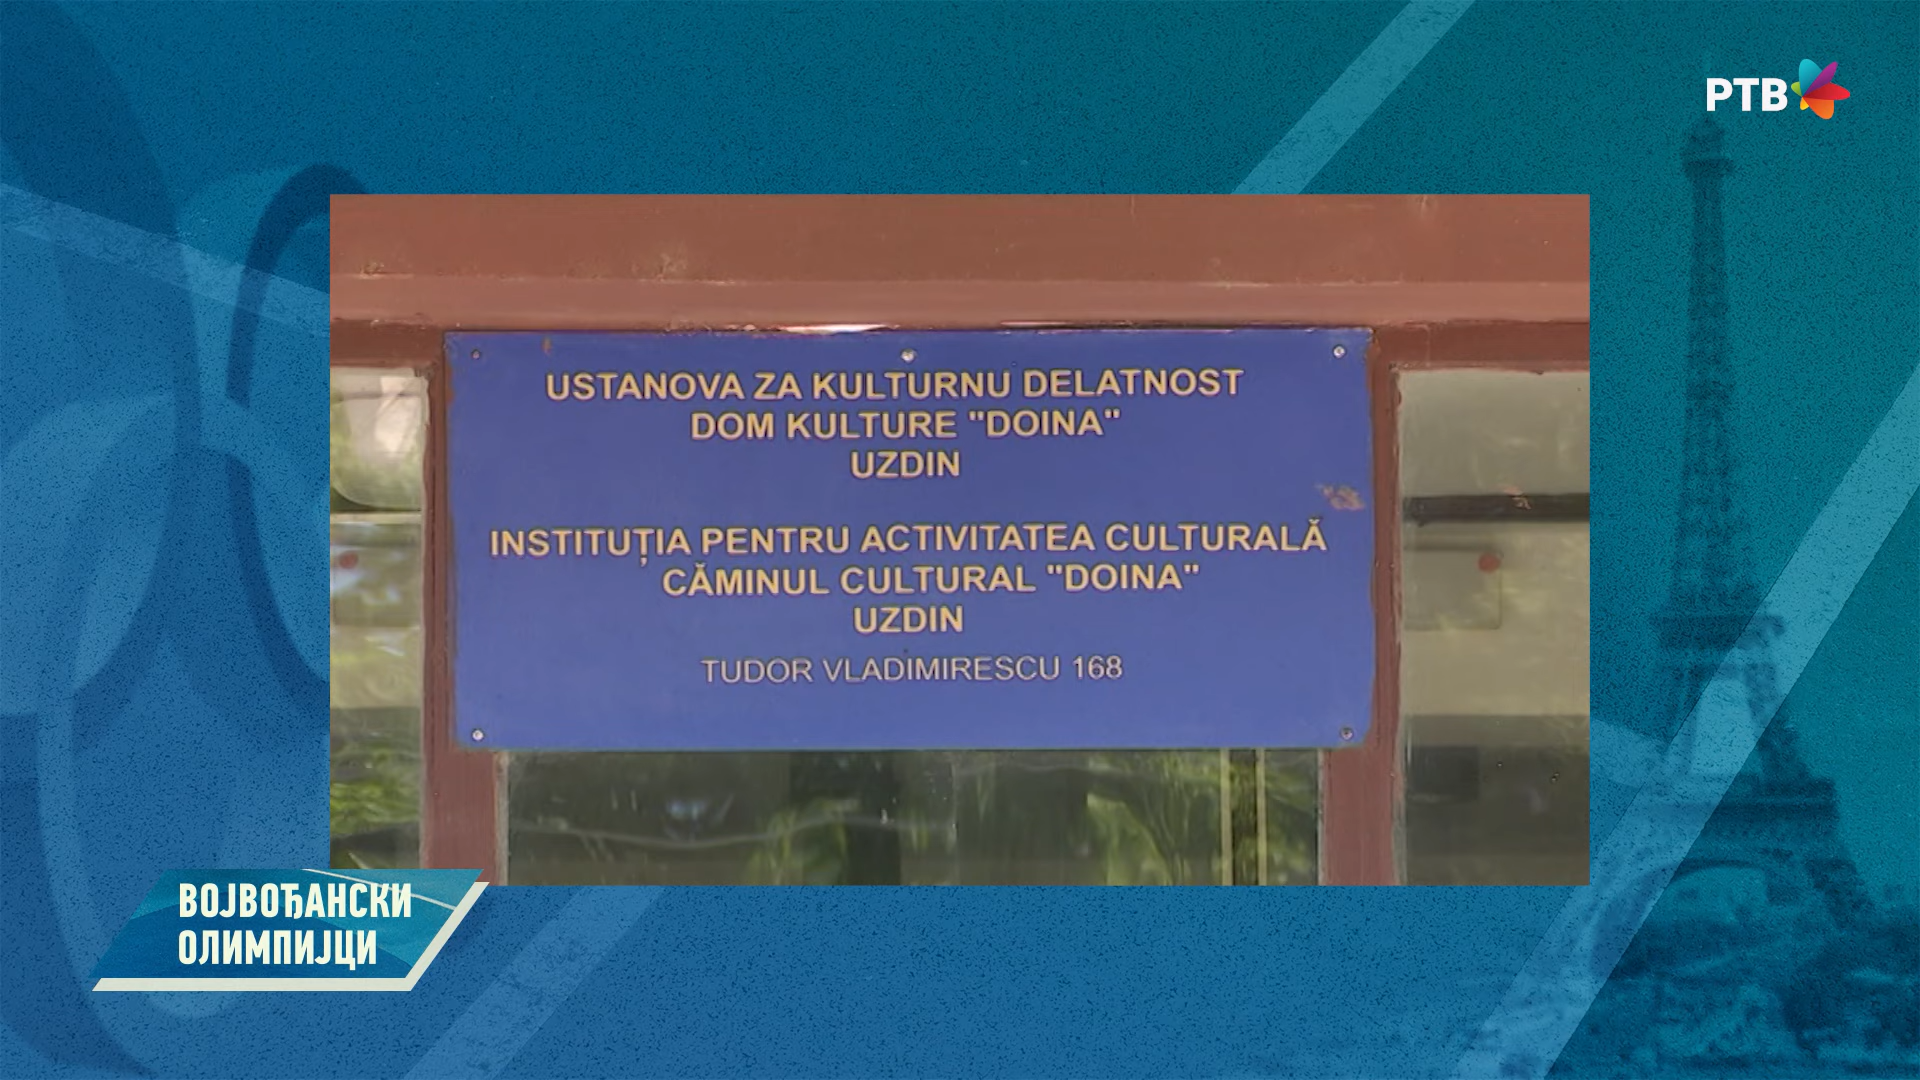 РТВ
USTANOVA ZA KULTURNU DELATNOST
DOM KULTURE "DOINA"
UZDIN
INSTITUȚIA PENTRU ACTIVITATEA CULTURALĂ
CĂMINUL CULTURAL "DOINA"
UZDIN
TUDOR VLADIMIRESCU 168
ВОЈВОЂАНСКИ
ОЛИМПИЈЦИ